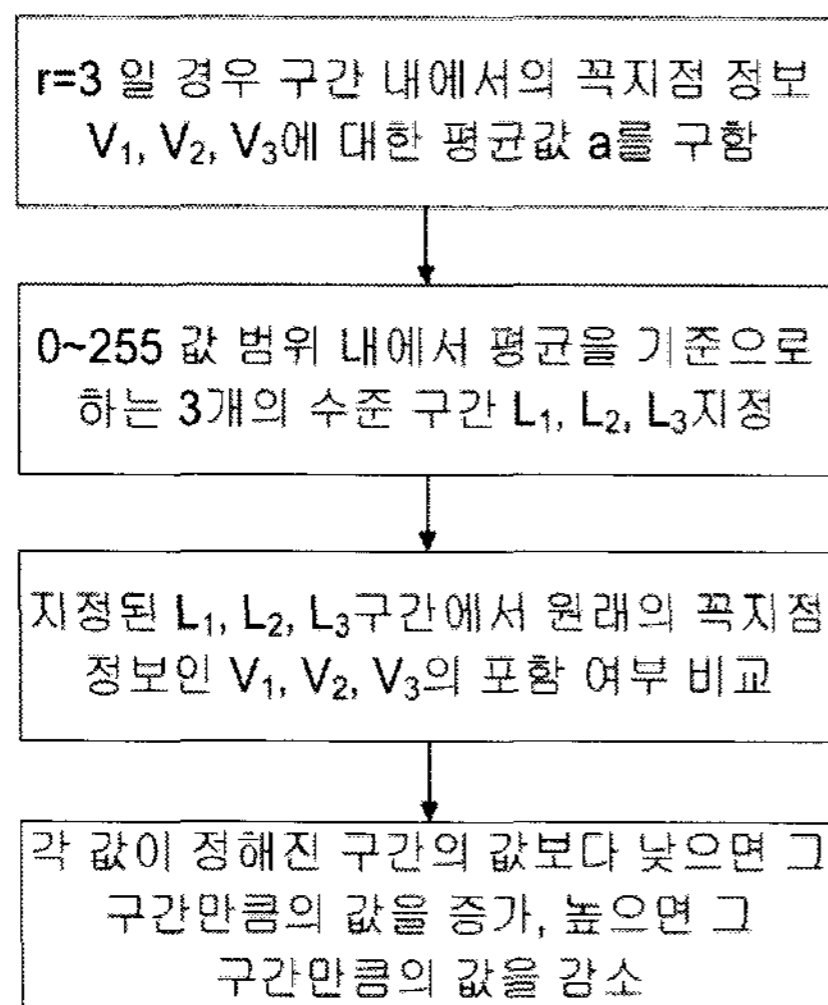 r=3 일 경우 구간 내에서의 꼭지점 정보
V₁, V₂, V₃에 대한 평균값 a를 구함
0~255 값 범위 내에서 평균을 기준으로
하는 3개의 수준 구간 L₁, L₂, L₃지정
지정된 L₁, L₂, L₃구간에서 원래의 꼭지점
정보인 V₁, V₂, V₃의 포함 여부 비교
각 값이 정해진 구간의 값보다 낮으면 그
구간만큼의 값을 증가, 높으면 그
구간만큼의 값을 감소